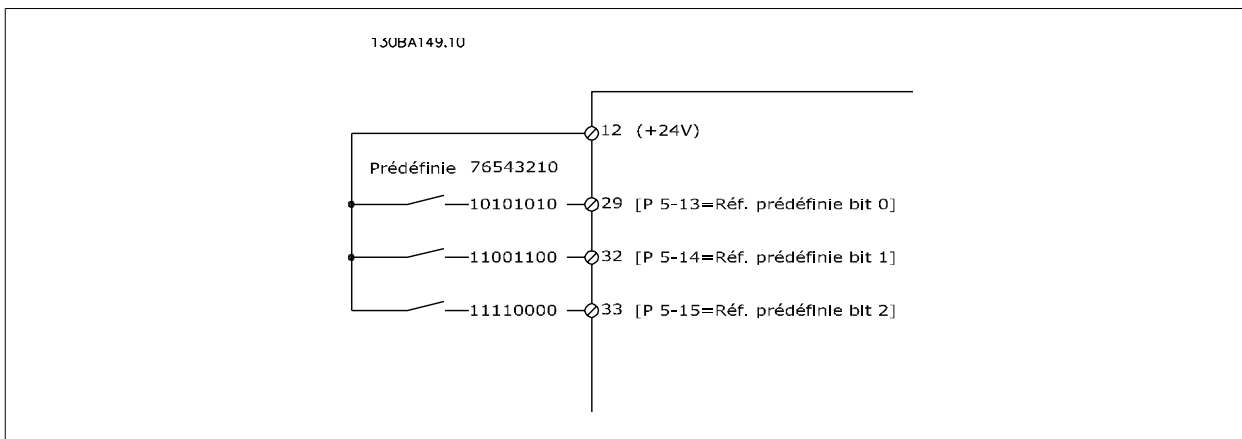 130BA149.10
12 (+24V)
Prédéfinie 76543210
10101010 29 [P 5-13=Réf. prédéfinie bit 0]
11001100 32 [P 5-14=Réf. prédéfinie bit 1]
11110000 33 [P 5-15=Réf. prédéfinie bit 2]